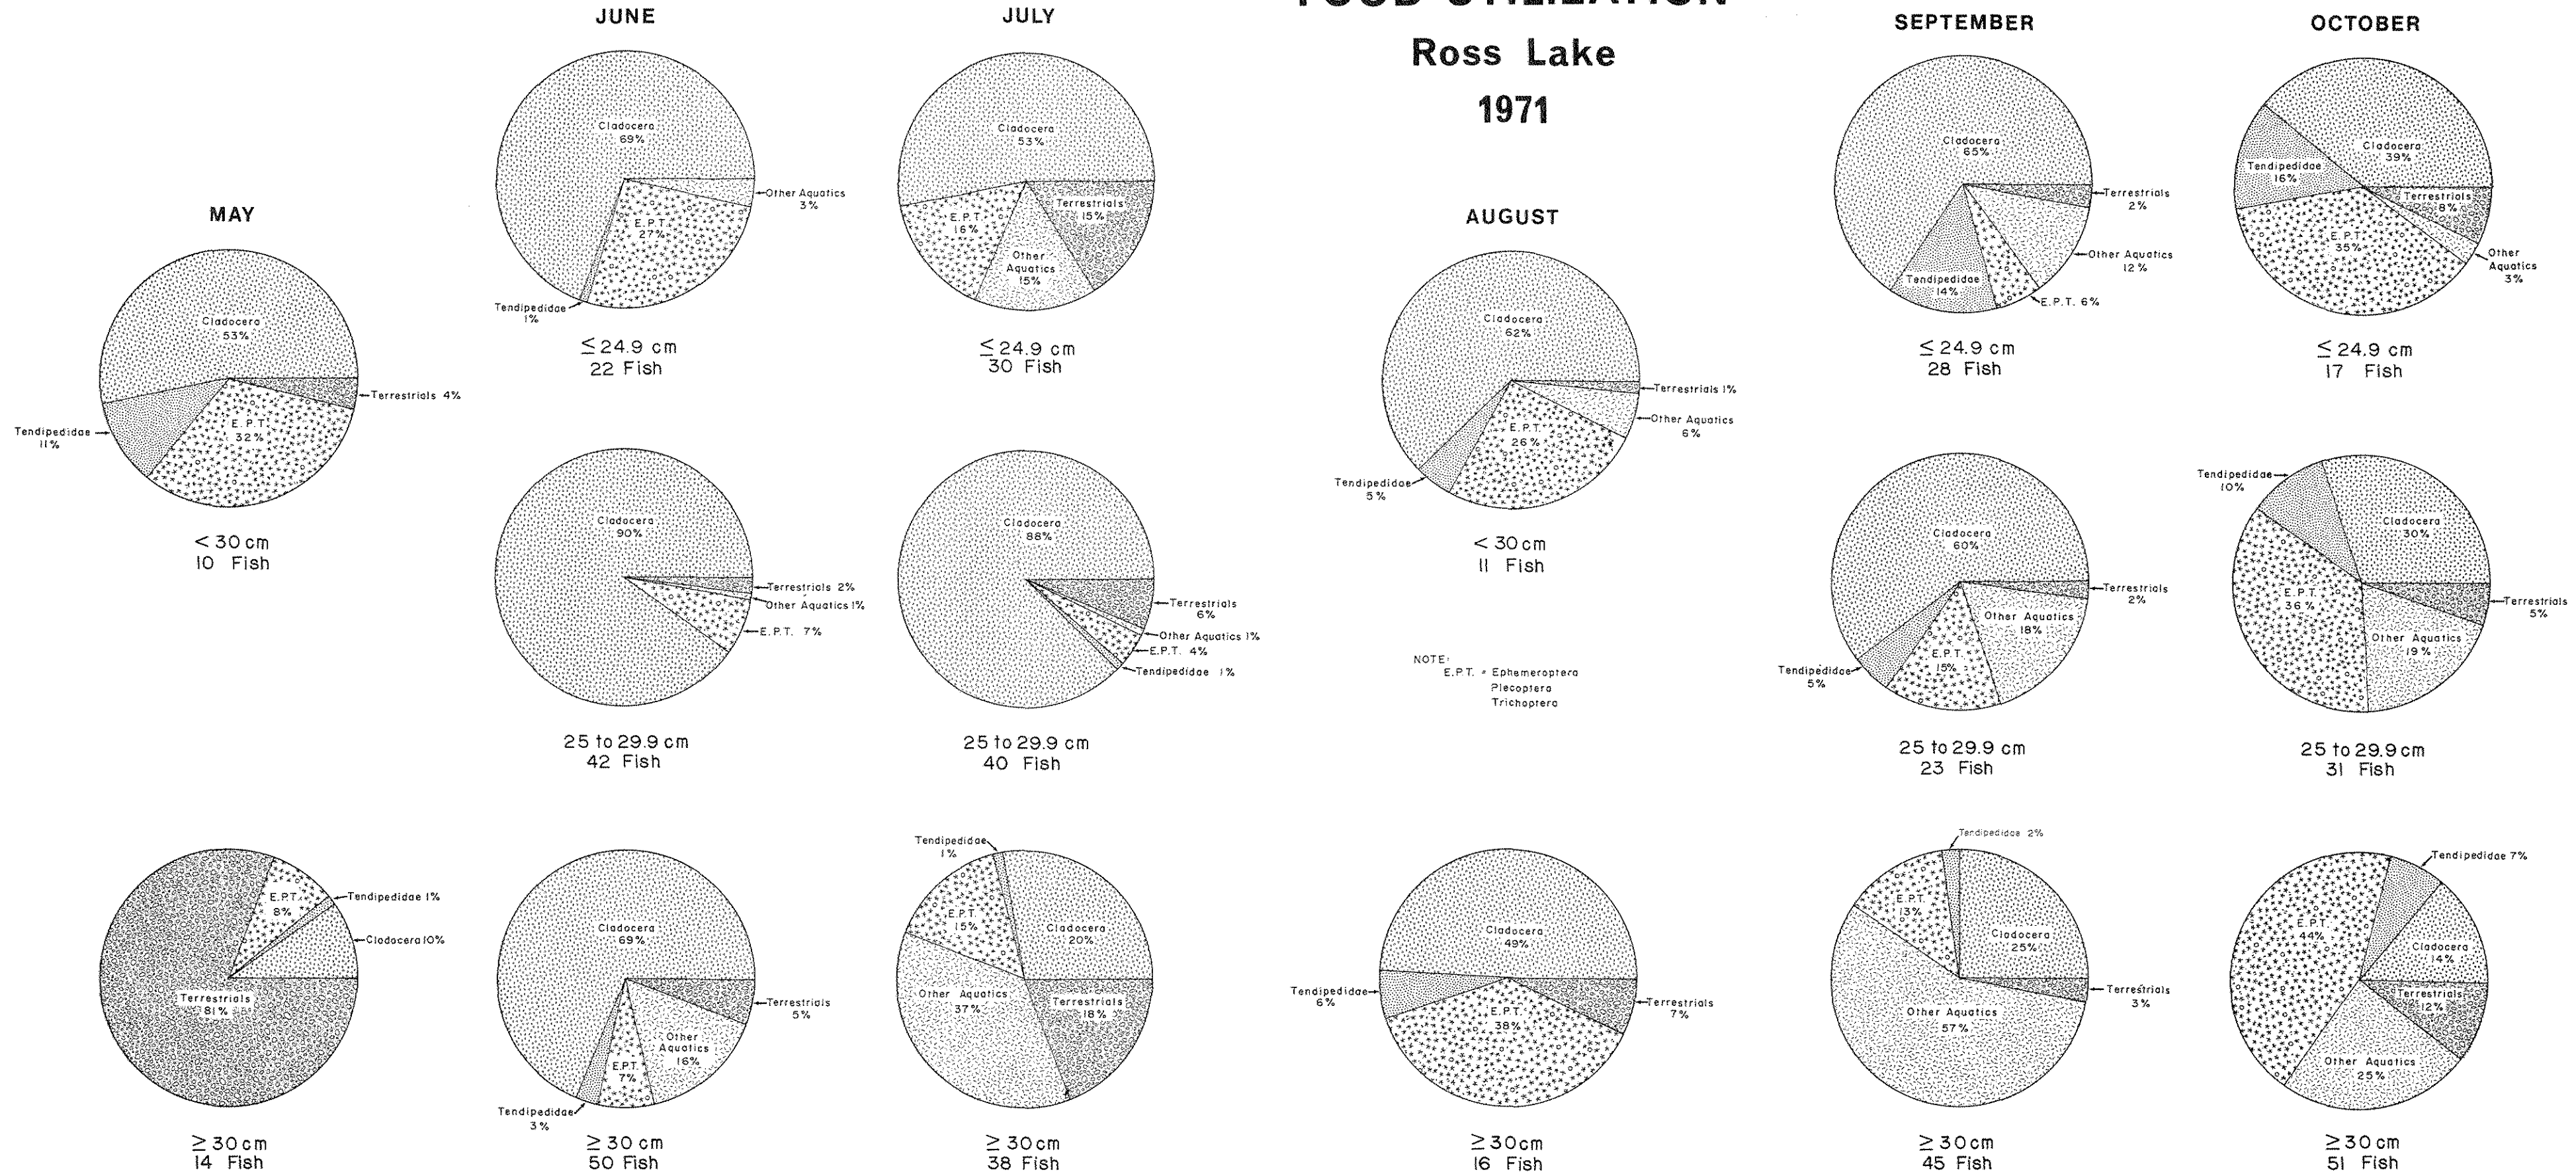 FOOD UTILIZATION
Ross Lake
1971
MAY
Cladocera
53%
Terrestrials 4%
E.P.T.
32%
Tendipedidae
11%
< 30 cm
10 Fish
Terrestrials
81%
E.P.T.
8%
Tendipedidae 1%
Cladocera 10%
≥ 30 cm
14 Fish
JUNE
Cladocera
69%
Other Aquatics
3%
E.P.T.
27%
Tendipedidae
1%
≤ 24.9 cm
22 Fish
Cladocera
90%
Terrestrials 2%
Other Aquatics 1%
E.P.T. 7%
25 to 29.9 cm
42 Fish
Cladocera
69%
Terrestrials
5%
Other
Aquatics
16%
E.P.T.
7%
Tendipedidae
3%
≥ 30 cm
50 Fish
JULY
Cladocera
53%
Terrestrials
15%
E.P.T.
16%
Other
Aquatics
15%
≤ 24.9 cm
30 Fish
Cladocera
88%
Terrestrials
6%
Other Aquatics 1%
E.P.T. 4%
Tendipedidae 1%
25 to 29.9 cm
40 Fish
Tendipedidae
1%
E.P.T.
15%
Cladocera
20%
Other Aquatics
37%
Terrestrials
18%
≥ 30 cm
38 Fish
AUGUST
Cladocera
62%
Terrestrials 1%
Other Aquatics
6%
E.P.T.
26%
Tendipedidae
5%
< 30 cm
11 Fish
NOTE:
E.P.T. = Ephemeroptera
Plecoptera
Trichoptera
Cladocera
49%
Tendipedidae
6%
E.P.T.
38%
Terrestrials
7%
≥ 30 cm
16 Fish
SEPTEMBER
Cladocera
65%
Terrestrials
2%
Other Aquatics
12%
Tendipedidae
14%
E.P.T. 6%
≤ 24.9 cm
28 Fish
Cladocera
60%
Terrestrials
2%
Other Aquatics
18%
E.P.T.
15%
Tendipedidae
5%
25 to 29.9 cm
23 Fish
Tendipedidae 2%
E.P.T.
13%
Cladocera
25%
Terrestrials
3%
Other Aquatics
57%
≥ 30 cm
45 Fish
OCTOBER
Cladocera
39%
Tendipedidae
16%
Terrestrials
8%
E.P.T.
35%
Other
Aquatics
3%
≤ 24.9 cm
17 Fish
Tendipedidae
10%
Cladocera
30%
E.P.T.
36%
Terrestrials
5%
Other Aquatics
19%
25 to 29.9 cm
31 Fish
Tendipedidae 7%
E.P.T.
44%
Cladocera
14%
Terrestrials
12%
Other Aquatics
25%
≥ 30 cm
51 Fish